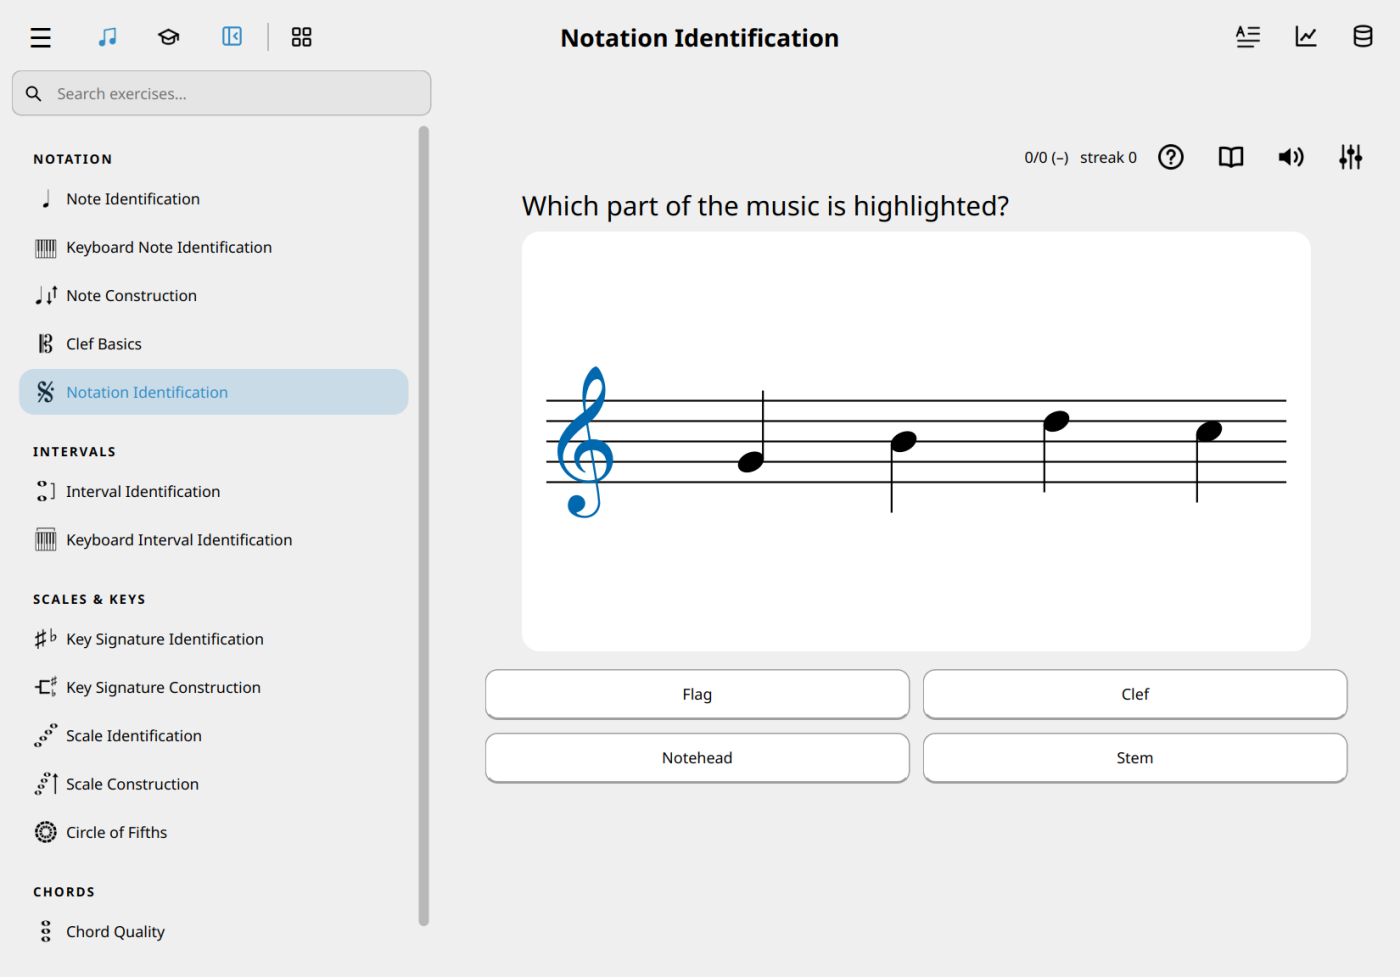 Notation Identification
Search exercises...
NOTATION
Note Identification
Keyboard Note Identification
Note Construction
Clef Basics
Notation Identification
INTERVALS
Interval Identification
Keyboard Interval Identification
SCALES & KEYS
Key Signature Identification
Key Signature Construction
Scale Identification
Scale Construction
Circle of Fifths
CHORDS
Chord Quality
0/0 (–) streak 0
Which part of the music is highlighted?
Flag
Clef
Notehead
Stem